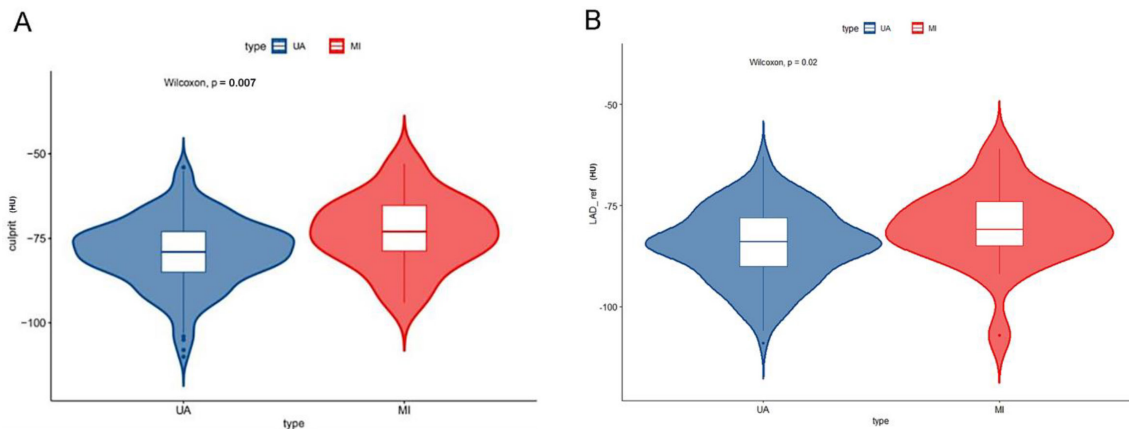 A
type UA MI
Wilcoxon, p = 0.007
−50
−75
−100
culprit (HU)
UA MI
type
B
type UA MI
Wilcoxon, p = 0.02
-50
-75
-100
LAD_ref (HU)
UA MI
type